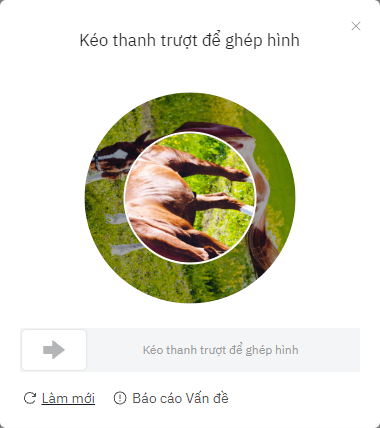 Kéo thanh trượt để ghép hình
Kéo thanh trượt để ghép hình
Làm mới Báo cáo Vấn đề